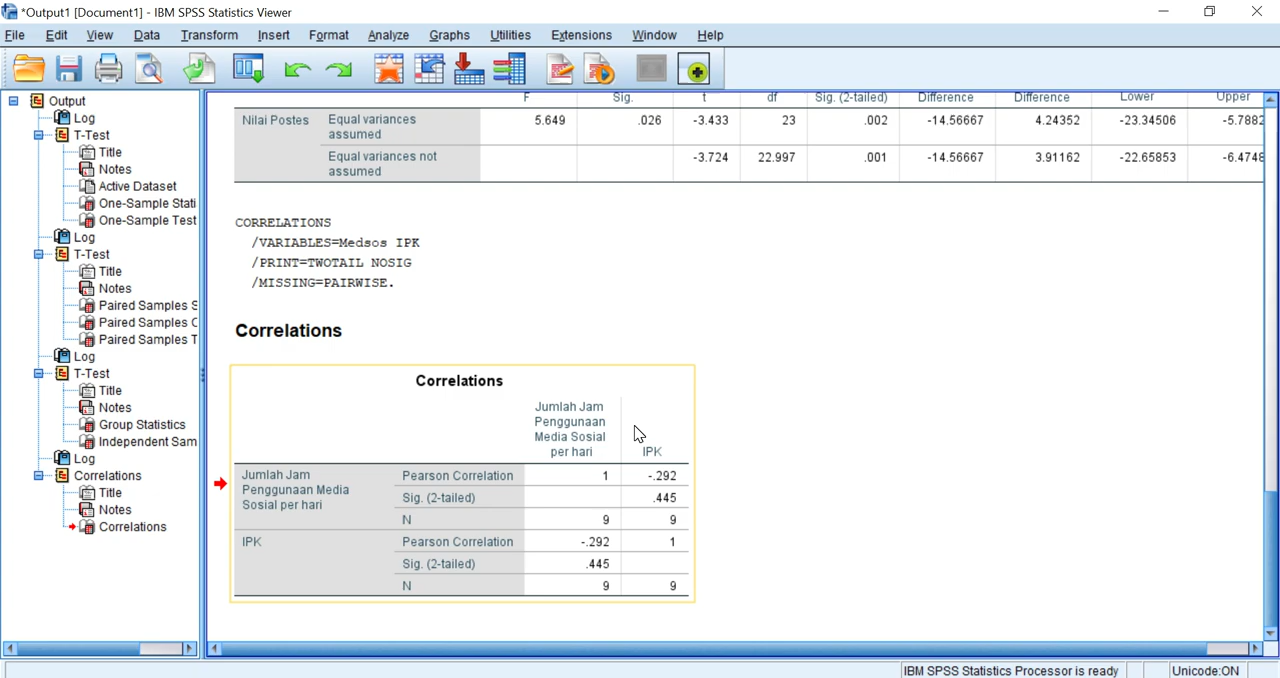 *Output1 [Document1] - IBM SPSS Statistics Viewer
File Edit View Data Transform Insert Format Analyze Graphs Utilities Extensions Window Help
Output
Log
T-Test
Title
Notes
Active Dataset
One-Sample Stati
One-Sample Test
Log
T-Test
Title
Notes
Paired Samples S
Paired Samples C
Paired Samples T
Log
T-Test
Title
Notes
Group Statistics
Independent Sam
Log
Correlations
Title
Notes
Correlations
F Sig. t df Sig. (2-tailed) Difference Difference Lower Upper
Nilai Postes Equal variances assumed 5.649 .026 -3.433 23 .002 -14.56667 4.24352 -23.34506 -5.7882
Equal variances not assumed -3.724 22.997 .001 -14.56667 3.91162 -22.65853 -6.4748
CORRELATIONS
/VARIABLES=Medsos IPK
/PRINT=TWOTAIL NOSIG
/MISSING=PAIRWISE.
Correlations
Correlations
Jumlah Jam
Penggunaan
Media Sosial
per hari IPK
Jumlah Jam Penggunaan Media Sosial per hari Pearson Correlation 1 -.292
Sig. (2-tailed) .445
N 9 9
IPK Pearson Correlation -.292 1
Sig. (2-tailed) .445
N 9 9
IBM SPSS Statistics Processor is ready Unicode:ON